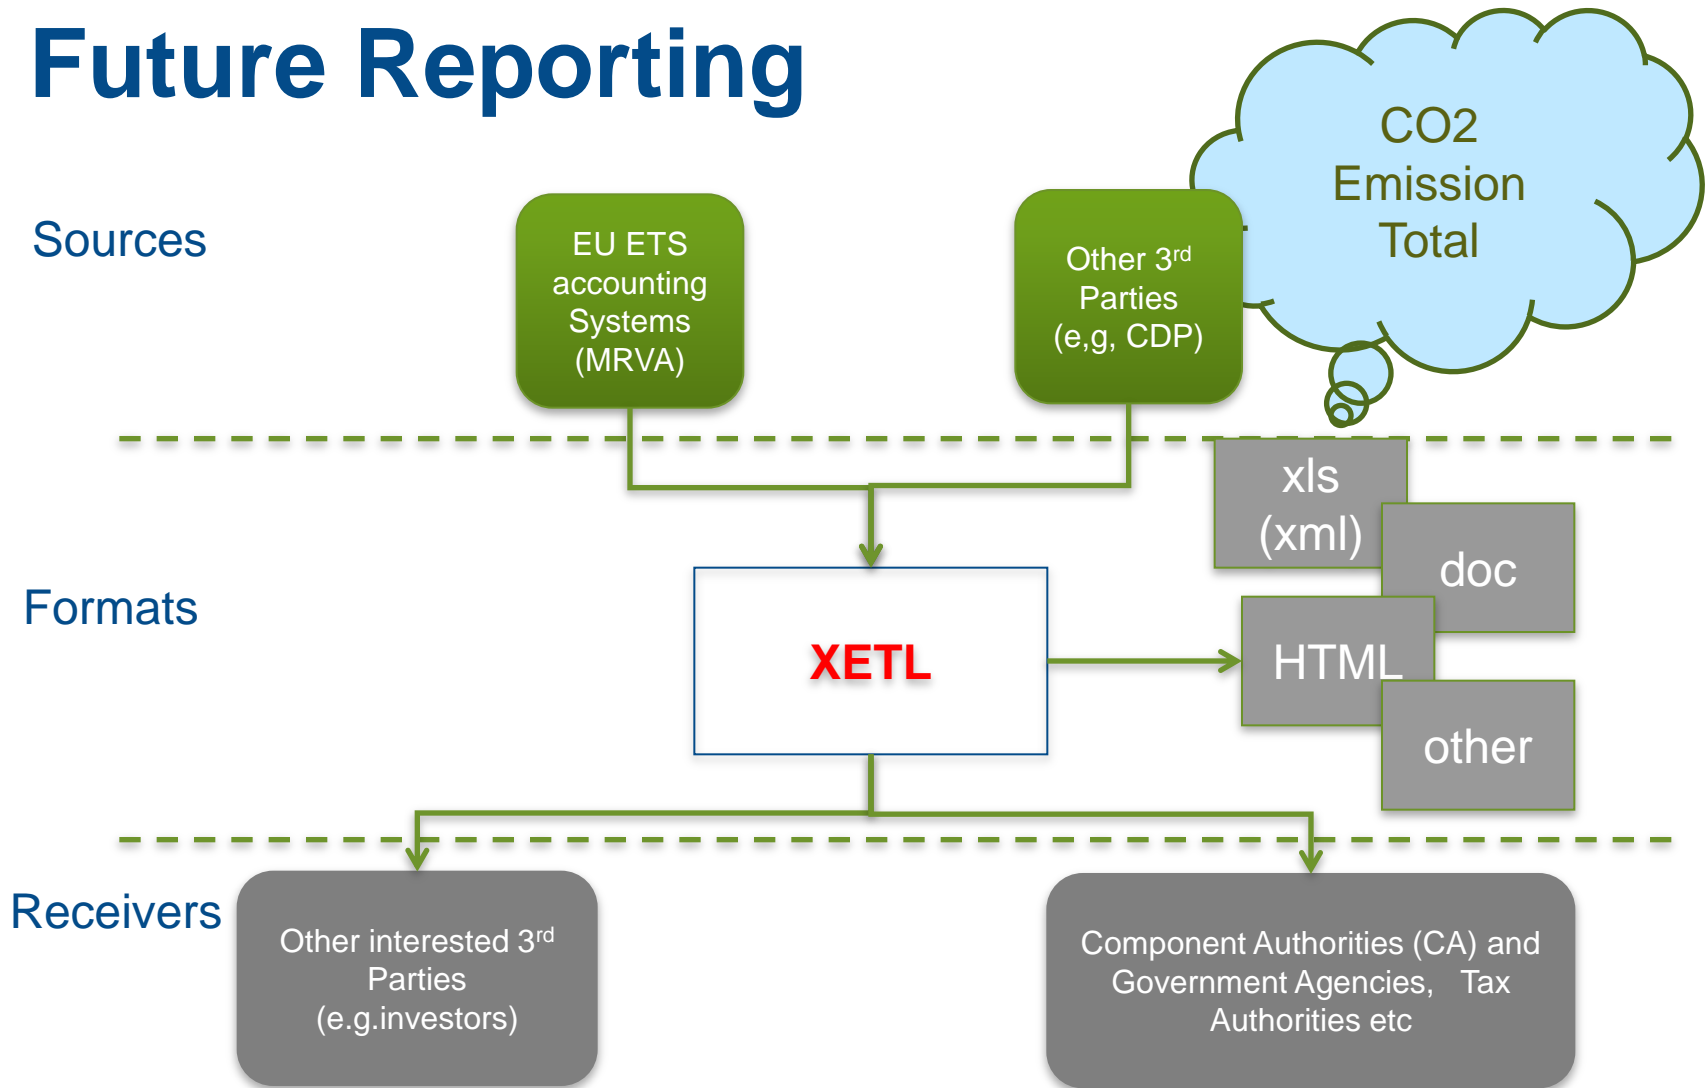 Future Reporting
CO2
Emission
Total
Sources
EU ETS
accounting
Systems
(MRVA)
Other 3rd
Parties
(e,g, CDP)
xls
(xml)
doc
Formats
XETL
HTML
other
Receivers
Other interested 3rd
Parties
(e.g.investors)
Component Authorities (CA) and
Government Agencies, Tax
Authorities etc